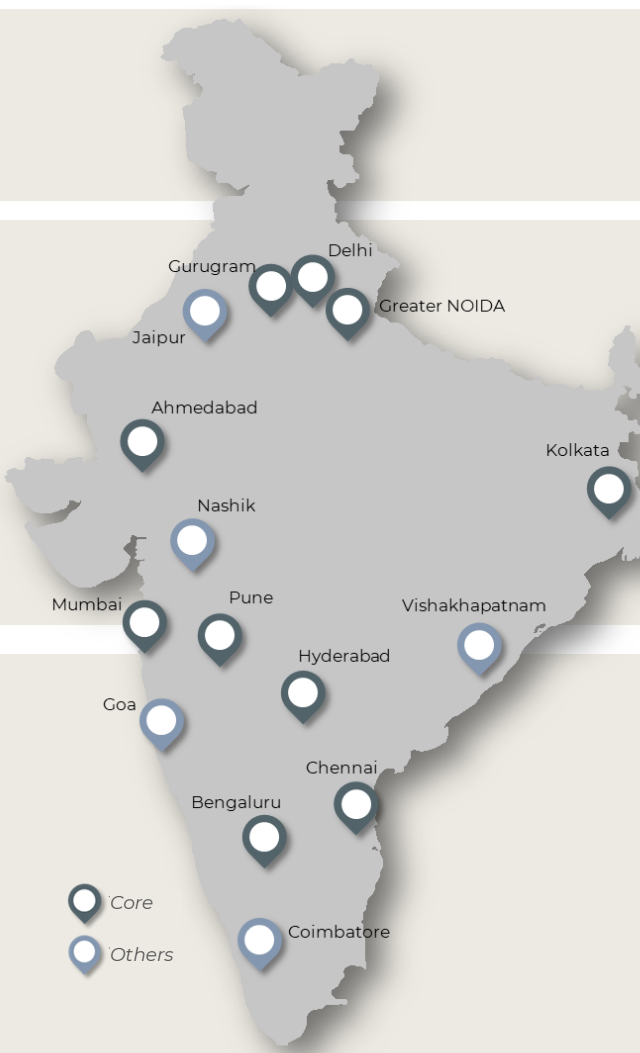 Delhi
Gurugram
Greater NOIDA
Jaipur
Ahmedabad
Kolkata
Nashik
Pune
Mumbai
Vishakhapatnam
Hyderabad
Goa
Chennai
Bengaluru
Core
Coimbatore
Others